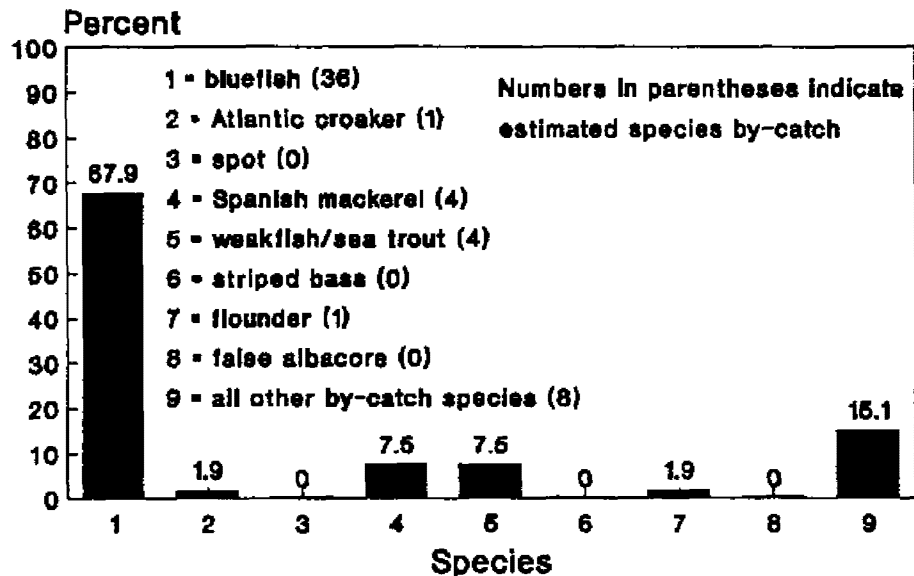 Percent
100
90
80
70
60
50
40
30
20
10
0
1 = bluefish (36)
2 = Atlantic croaker (1)
3 = spot (0)
4 = Spanish mackerel (4)
5 = weakfish/sea trout (4)
6 = striped bass (0)
7 = flounder (1)
8 = false albacore (0)
9 = all other by-catch species (8)
Numbers in parentheses indicate
estimated species by-catch
67.9
1.9
0
7.5
7.5
0
1.9
0
15.1
1 2 3 4 5 6 7 8 9
Species